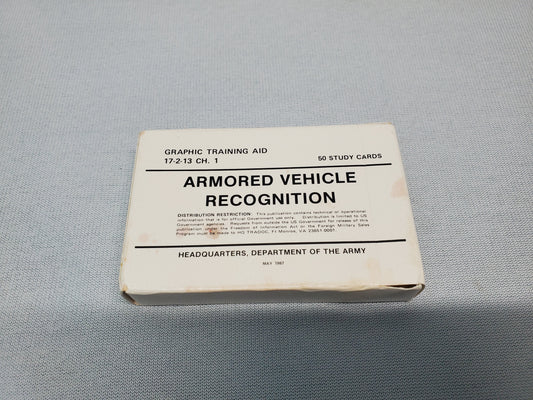 GRAPHIC TRAINING AID
17-2-13 CH. 1
50 STUDY CARDS
ARMORED VEHICLE
RECOGNITION
DISTRIBUTION RESTRICTION: This publication contains technical or operational
information that is for official Government use only. Distribution is limited to US
Government agencies. Requests from outside the US Government for release of this
publication under the Freedom of Information Act or the Foreign Military Sales
Program must be made to HQ TRADOC, Ft Monroe, VA 23651 0001.
HEADQUARTERS, DEPARTMENT OF THE ARMY
MAY 1987